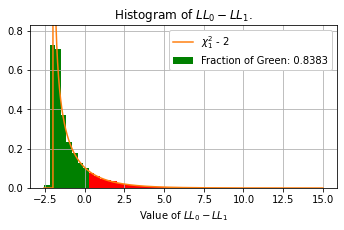 Histogram of LL₀ − LL₁.
χ²₁ - 2
Fraction of Green: 0.8383
0.8
0.6
0.4
0.2
0.0
−2.5 0.0 2.5 5.0 7.5 10.0 12.5 15.0
Value of LL₀ − LL₁